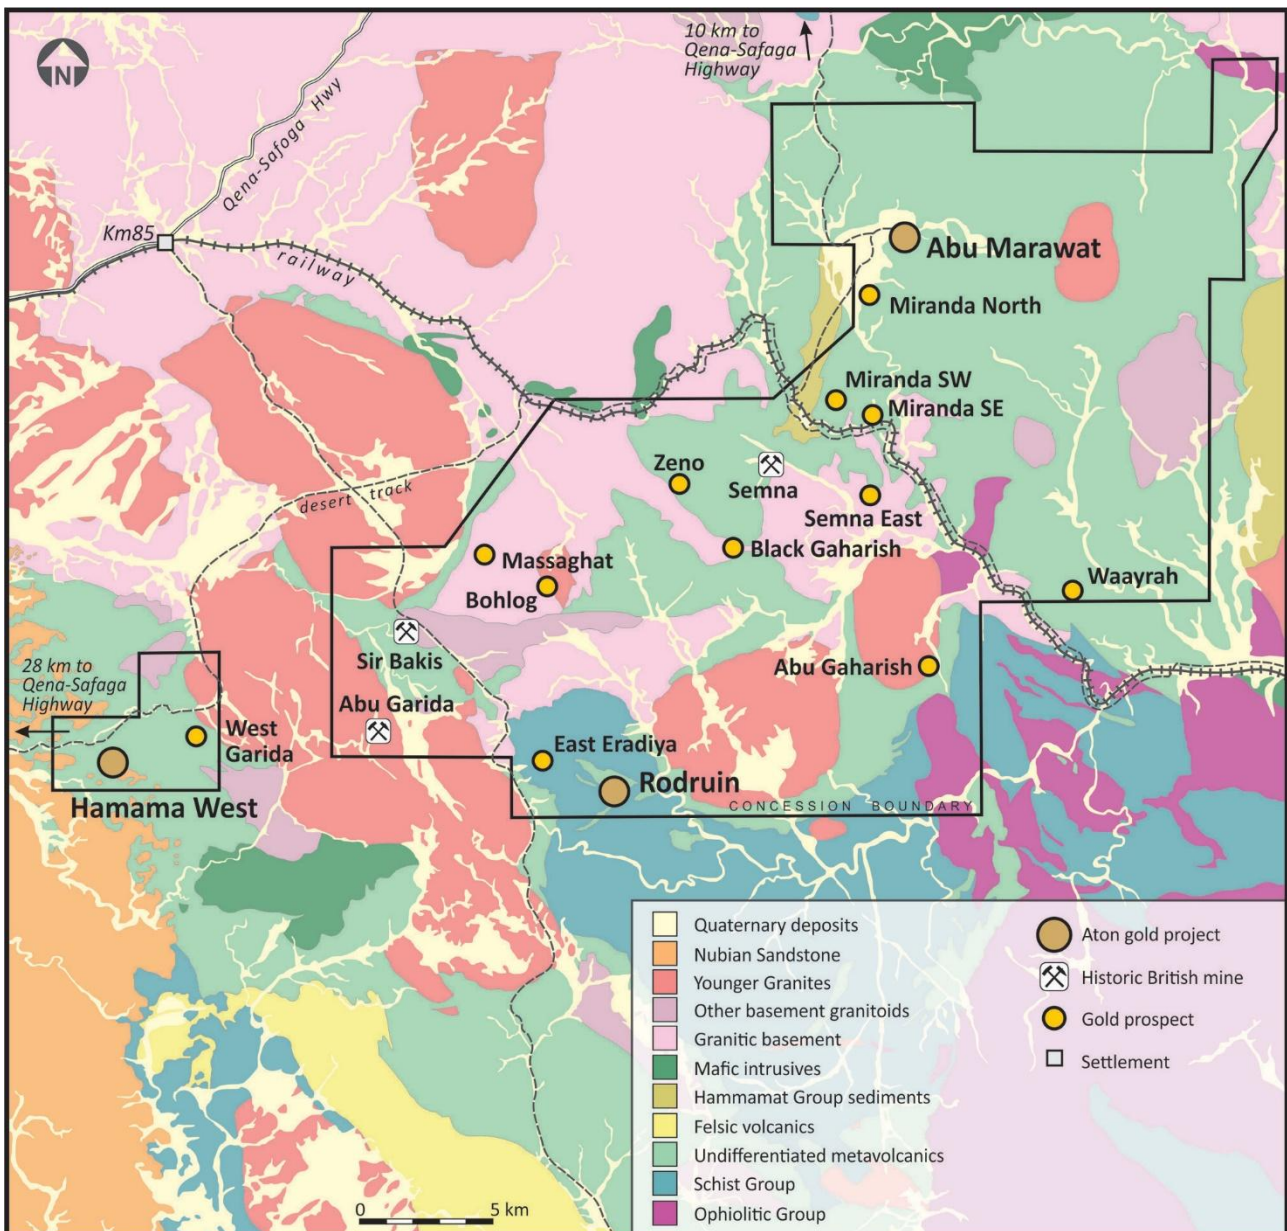 10 km to
Qena-Safaga
Highway
N
Qena-Safoga Hwy
Km85
railway
Abu Marawat
Miranda North
Miranda SW
Miranda SE
Zeno
Semna
desert track
Semna East
Black Gaharish
Massaghat
Waayrah
Bohlog
Sir Bakis
28 km to
Qena-Safaga
Highway
Abu Gaharish
Abu Garida
West
Garida
East Eradiya
Rodruin
Hamama West
CONCESSION BOUNDARY
Quaternary deposits
Nubian Sandstone
Younger Granites
Other basement granitoids
Granitic basement
Mafic intrusives
Hammamat Group sediments
Felsic volcanics
Undifferentiated metavolcanics
Schist Group
Ophiolitic Group
Aton gold project
Historic British mine
Gold prospect
Settlement
0 5 km